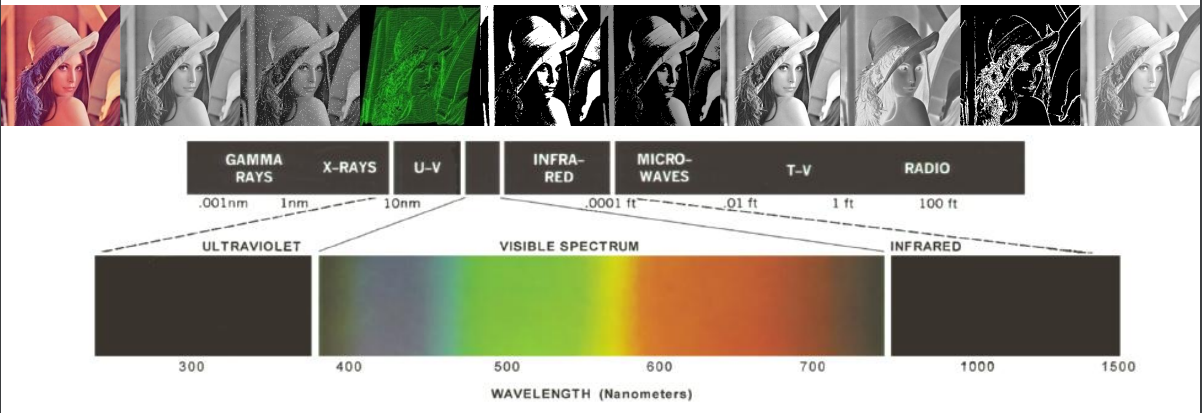 GAMMA
RAYS
X–RAYS
U–V
INFRA–
RED
MICRO–
WAVES
T–V
RADIO
.001nm
1nm
10nm
.0001 ft
.01 ft
1 ft
100 ft
ULTRAVIOLET
VISIBLE SPECTRUM
INFRARED
300
400
500
600
700
1000
1500
WAVELENGTH (Nanometers)